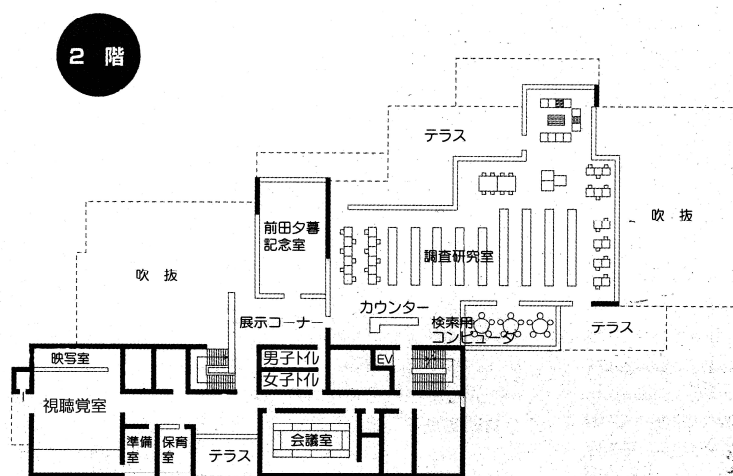 2 階
テラス
前田夕暮
記念室
吹 抜
調査研究室
吹 抜
カウンター
展示コーナー
検索用
コンピュータ
テラス
映写室
男子トイレ
EV
女子トイレ
視聴覚室
準備
室
保育
室
テラス
会議室